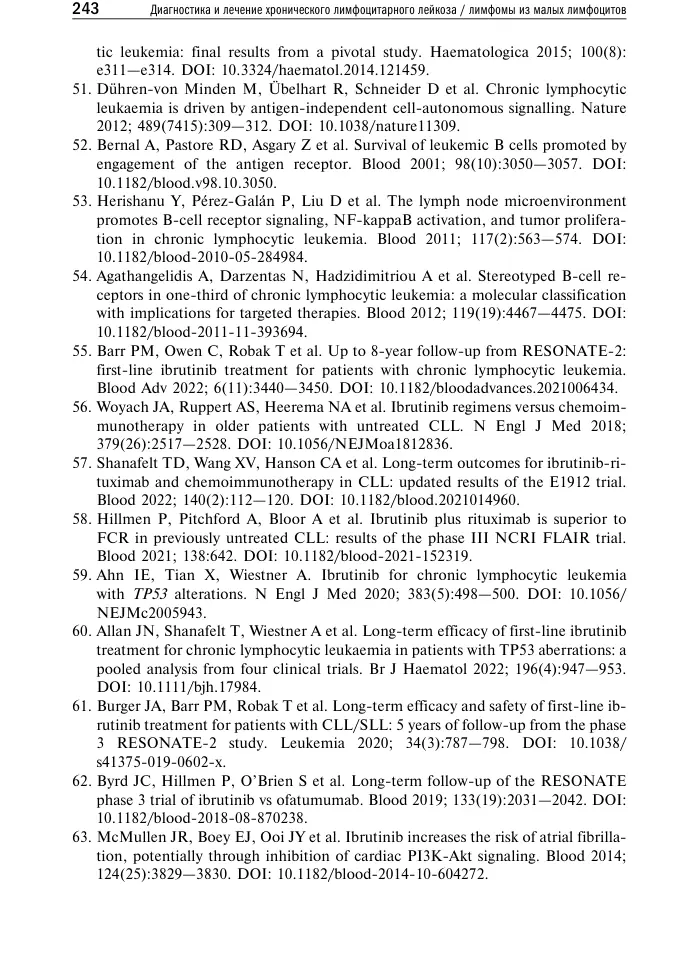 243 Диагностика и лечение хронического лимфоцитарного лейкоза / лимфомы из малых лимфоцитов
tic leukemia: final results from a pivotal study. Haematologica 2015; 100(8):
e311—e314. DOI: 10.3324/haematol.2014.121459.
51. Dühren-von Minden M, Übelhart R, Schneider D et al. Chronic lymphocytic
leukaemia is driven by antigen-independent cell-autonomous signalling. Nature
2012; 489(7415):309—312. DOI: 10.1038/nature11309.
52. Bernal A, Pastore RD, Asgary Z et al. Survival of leukemic B cells promoted by
engagement of the antigen receptor. Blood 2001; 98(10):3050—3057. DOI:
10.1182/blood.v98.10.3050.
53. Herishanu Y, Pérez-Galán P, Liu D et al. The lymph node microenvironment
promotes B-cell receptor signaling, NF-kappaB activation, and tumor prolifera-
tion in chronic lymphocytic leukemia. Blood 2011; 117(2):563—574. DOI:
10.1182/blood-2010-05-284984.
54. Agathangelidis A, Darzentas N, Hadzidimitriou A et al. Stereotyped B-cell re-
ceptors in one-third of chronic lymphocytic leukemia: a molecular classification
with implications for targeted therapies. Blood 2012; 119(19):4467—4475. DOI:
10.1182/blood-2011-11-393694.
55. Barr PM, Owen C, Robak T et al. Up to 8-year follow-up from RESONATE-2:
first-line ibrutinib treatment for patients with chronic lymphocytic leukemia.
Blood Adv 2022; 6(11):3440—3450. DOI: 10.1182/bloodadvances.2021006434.
56. Woyach JA, Ruppert AS, Heerema NA et al. Ibrutinib regimens versus chemoim-
munotherapy in older patients with untreated CLL. N Engl J Med 2018;
379(26):2517—2528. DOI: 10.1056/NEJMoa1812836.
57. Shanafelt TD, Wang XV, Hanson CA et al. Long-term outcomes for ibrutinib-ri-
tuximab and chemoimmunotherapy in CLL: updated results of the E1912 trial.
Blood 2022; 140(2):112—120. DOI: 10.1182/blood.2021014960.
58. Hillmen P, Pitchford A, Bloor A et al. Ibrutinib plus rituximab is superior to
FCR in previously untreated CLL: results of the phase III NCRI FLAIR trial.
Blood 2021; 138:642. DOI: 10.1182/blood-2021-152319.
59. Ahn IE, Tian X, Wiestner A. Ibrutinib for chronic lymphocytic leukemia
with TP53 alterations. N Engl J Med 2020; 383(5):498—500. DOI: 10.1056/
NEJMc2005943.
60. Allan JN, Shanafelt T, Wiestner A et al. Long-term efficacy of first-line ibrutinib
treatment for chronic lymphocytic leukaemia in patients with TP53 aberrations: a
pooled analysis from four clinical trials. Br J Haematol 2022; 196(4):947—953.
DOI: 10.1111/bjh.17984.
61. Burger JA, Barr PM, Robak T et al. Long-term efficacy and safety of first-line ib-
rutinib treatment for patients with CLL/SLL: 5 years of follow-up from the phase
3 RESONATE-2 study. Leukemia 2020; 34(3):787—798. DOI: 10.1038/
s41375-019-0602-x.
62. Byrd JC, Hillmen P, O’Brien S et al. Long-term follow-up of the RESONATE
phase 3 trial of ibrutinib vs ofatumumab. Blood 2019; 133(19):2031—2042. DOI:
10.1182/blood-2018-08-870238.
63. McMullen JR, Boey EJ, Ooi JY et al. Ibrutinib increases the risk of atrial fibrilla-
tion, potentially through inhibition of cardiac PI3K-Akt signaling. Blood 2014;
124(25):3829—3830. DOI: 10.1182/blood-2014-10-604272.